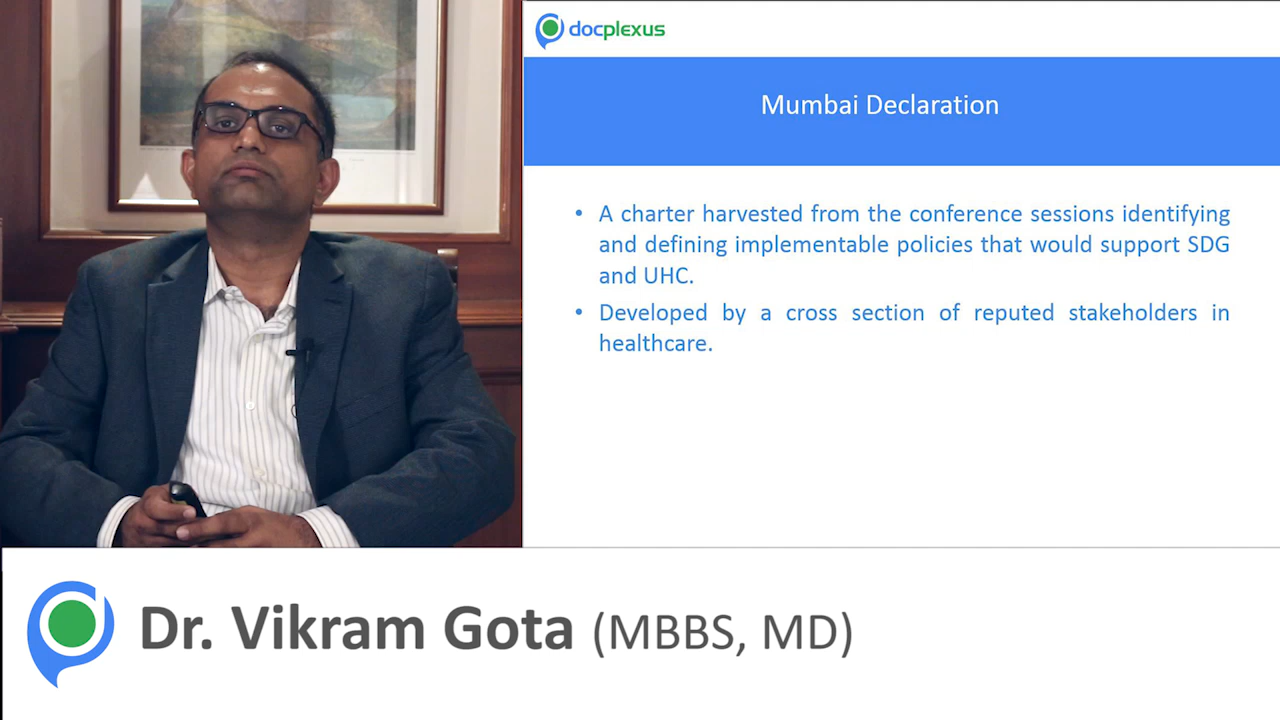 docplexus
Mumbai Declaration
• A charter harvested from the conference sessions identifying
and defining implementable policies that would support SDG
and UHC.
• Developed by a cross section of reputed stakeholders in
healthcare.
Dr. Vikram Gota (MBBS, MD)